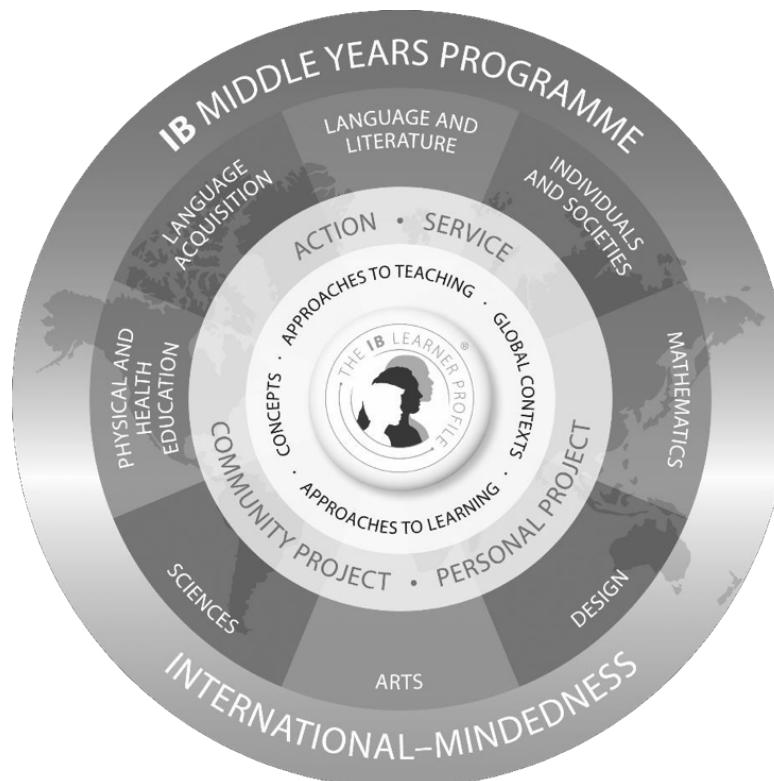 IB MIDDLE YEARS PROGRAMME
LANGUAGE AND
LITERATURE
INDIVIDUALS
AND SOCIETIES
MATHEMATICS
DESIGN
ARTS
SCIENCES
PHYSICAL AND
HEALTH
EDUCATION
LANGUAGE
ACQUISITION
ACTION • SERVICE
PERSONAL PROJECT
•
COMMUNITY PROJECT
APPROACHES TO TEACHING
· GLOBAL CONTEXTS
· APPROACHES TO LEARNING
· CONCEPTS ·
• THE IB LEARNER PROFILE •
®
INTERNATIONAL–MINDEDNESS